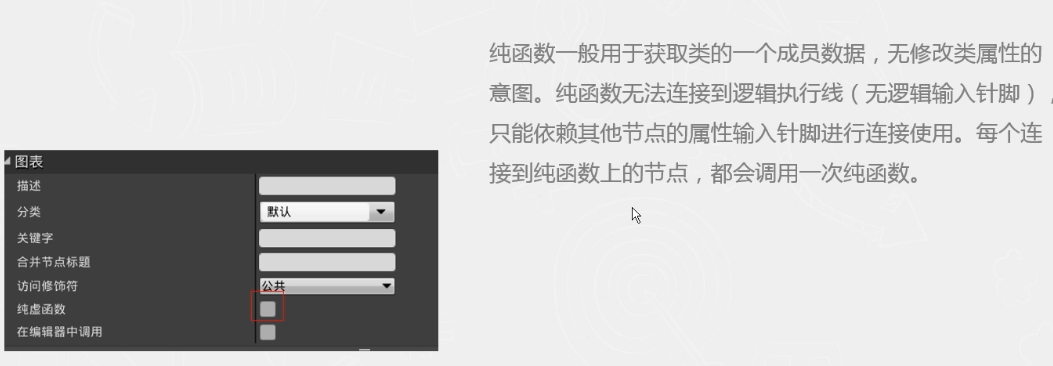 纯函数一般用于获取类的一个成员数据，无修改类属性的
意图。纯函数无法连接到逻辑执行线（无逻辑输入针脚），
只能依赖其他节点的属性输入针脚进行连接使用。每个连
接到纯函数上的节点，都会调用一次纯函数。
图表
描述
分类 默认
关键字
合并节点标题
访问修饰符 公共
纯虚函数
在编辑器中调用